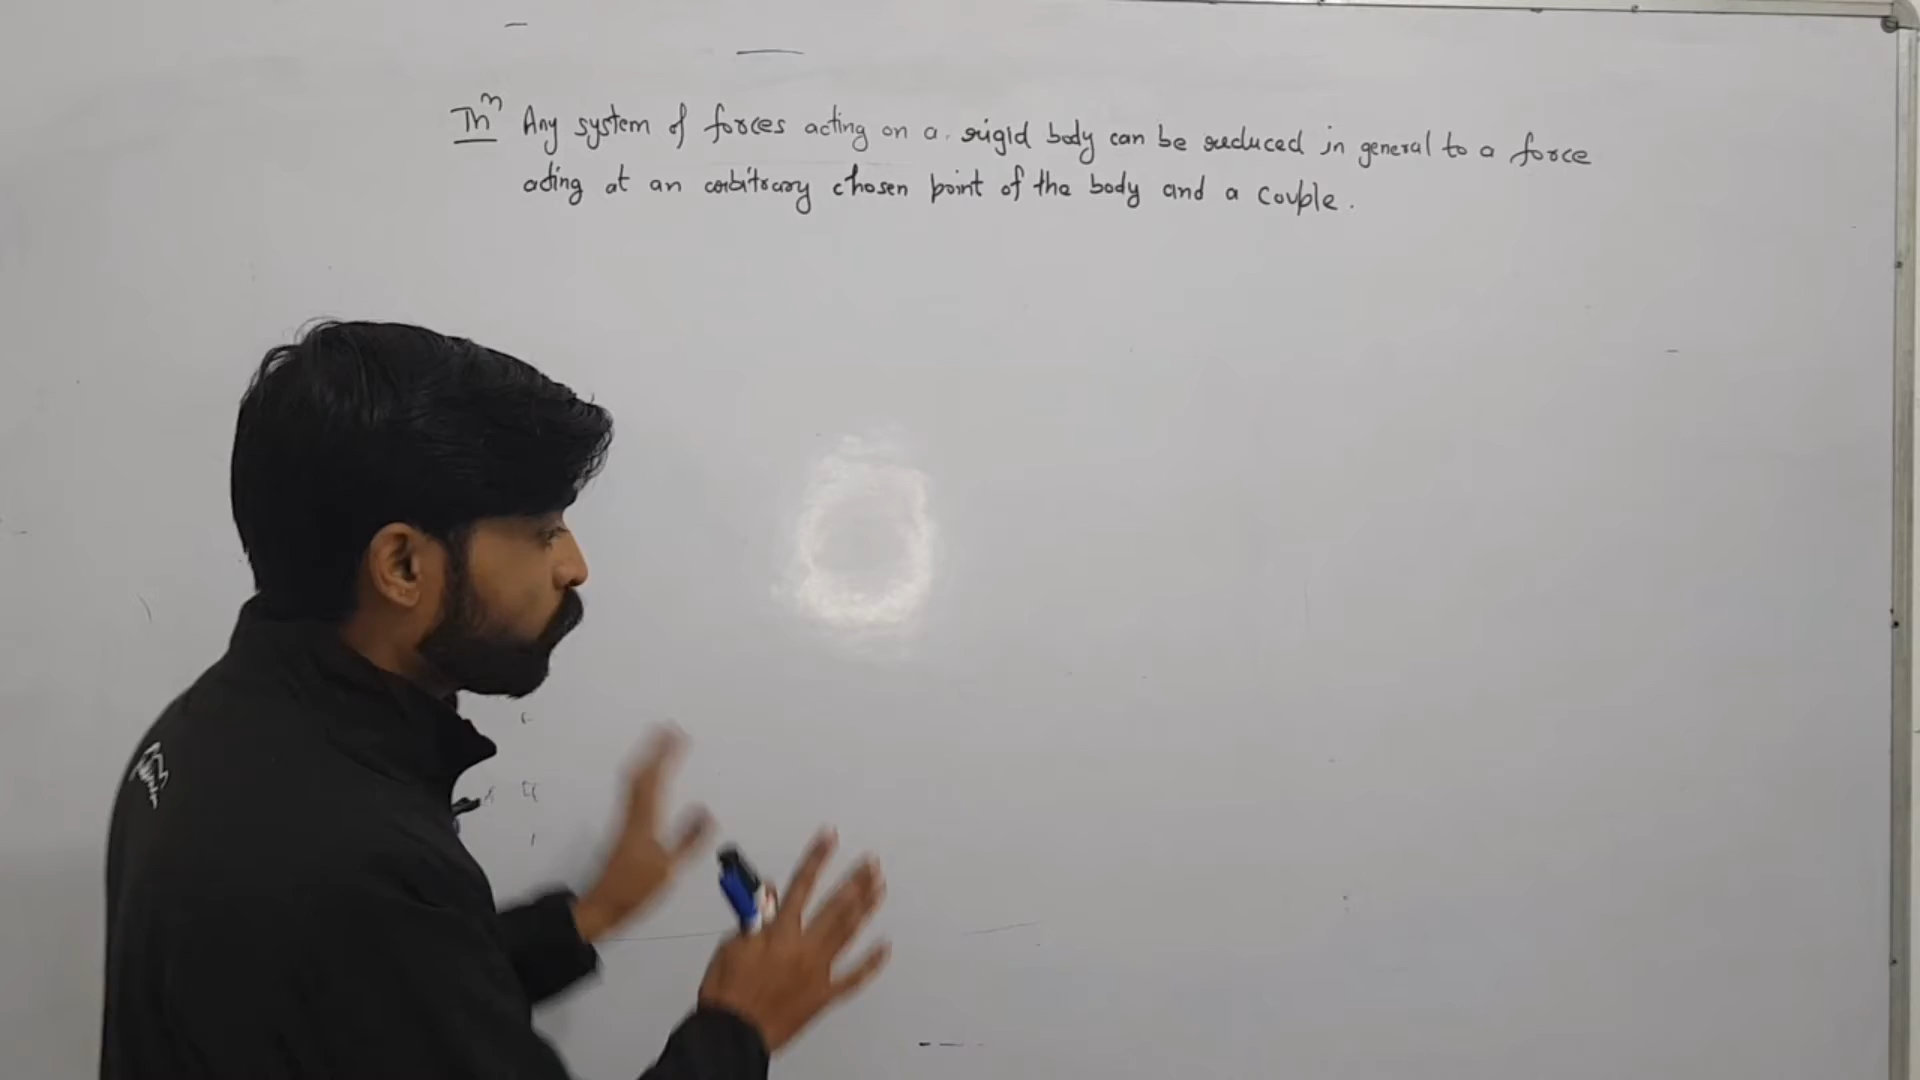 Thm Any system of forces acting on a rigid body can be reduced in general to a force
acting at an arbitrary chosen point of the body and a couple.